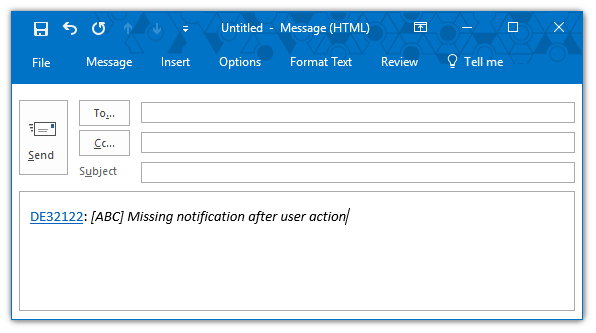 Untitled - Message (HTML)
File Message Insert Options Format Text Review Tell me
To...
Cc...
Send
Subject
DE32122: [ABC] Missing notification after user action